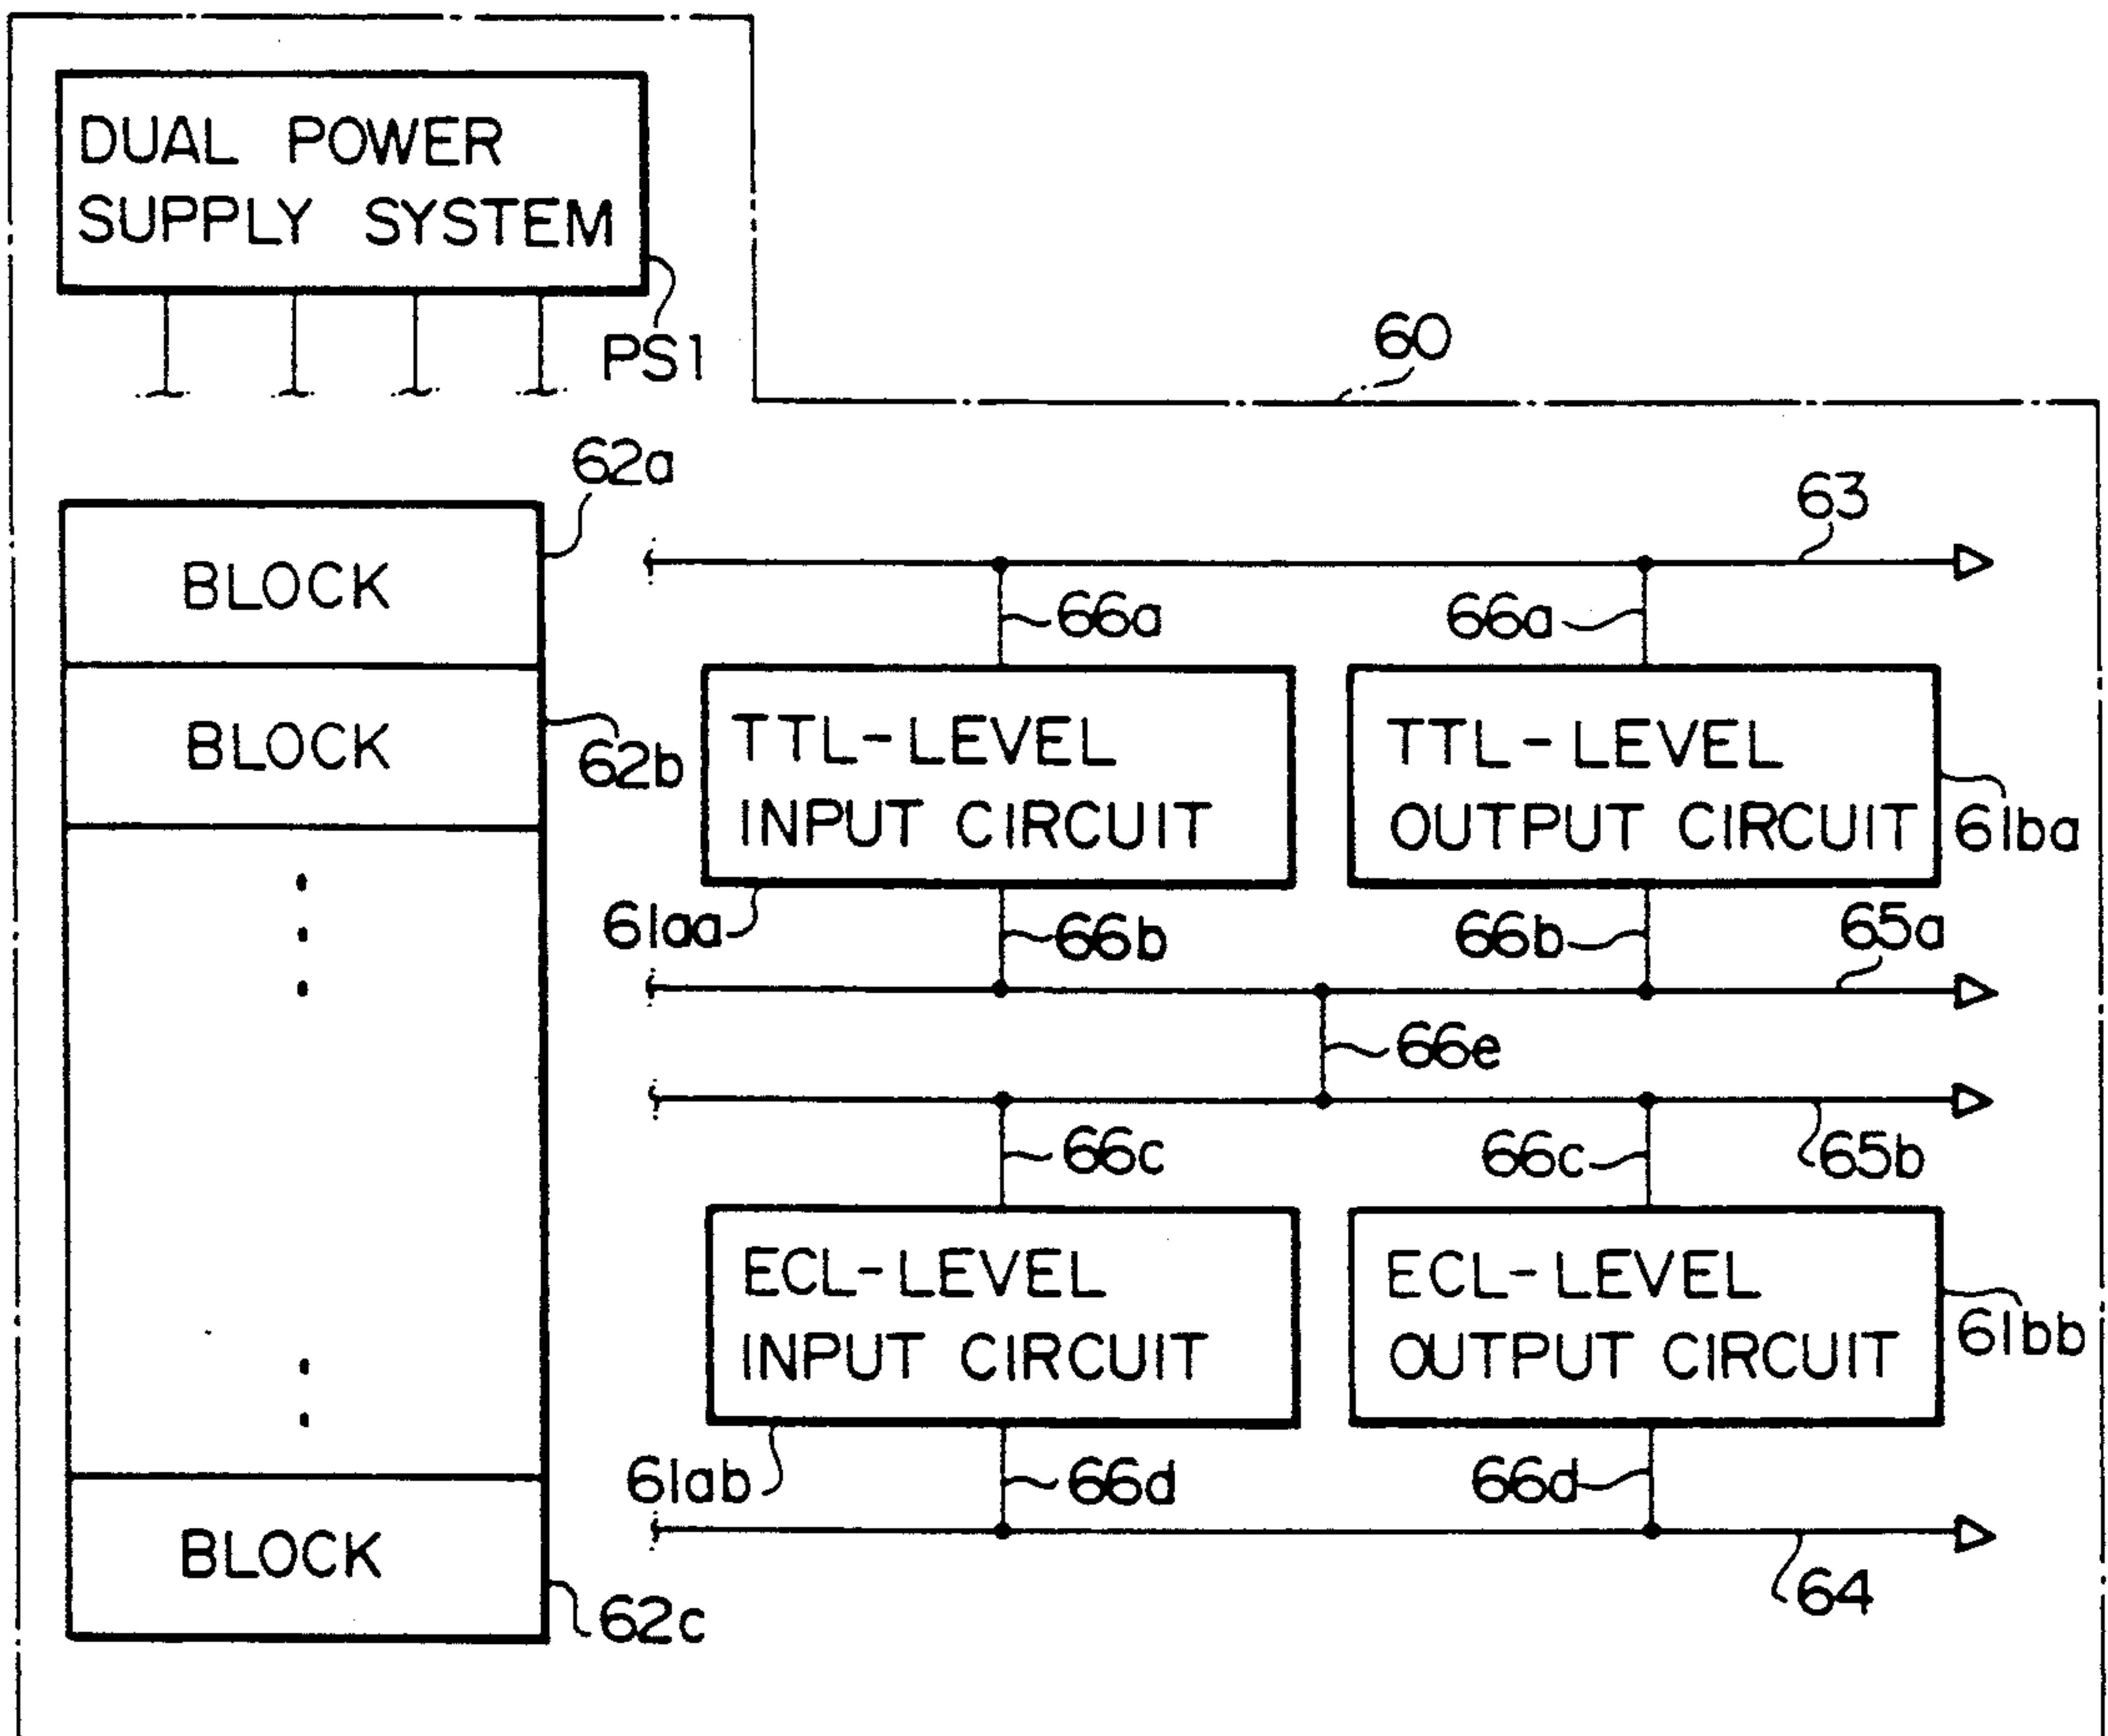 DUAL POWER
SUPPLY SYSTEM
PS1
60
62a
63
BLOCK
66a
66a
BLOCK
62b
TTL-LEVEL
INPUT CIRCUIT
TTL-LEVEL
OUTPUT CIRCUIT
61ba
61aa
66b
66b
65a
66e
66c
66c
65b
ECL-LEVEL
INPUT CIRCUIT
ECL-LEVEL
OUTPUT CIRCUIT
61bb
61ab
66d
66d
BLOCK
64
62c